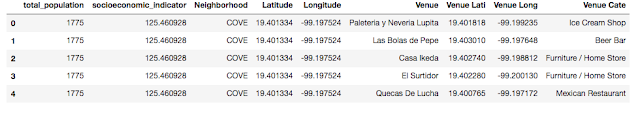 total_population socioeconomic_indicator Neighborhood Latitude Longitude Venue Venue Lati Venue Long Venue Cate
0 1775 125.460928 COVE 19.401334 -99.197524 Paleteria y Neveria Lupita 19.401818 -99.199235 Ice Cream Shop
1 1775 125.460928 COVE 19.401334 -99.197524 Las Bolas de Pepe 19.403010 -99.197648 Beer Bar
2 1775 125.460928 COVE 19.401334 -99.197524 Casa Ikeda 19.402740 -99.198812 Furniture / Home Store
3 1775 125.460928 COVE 19.401334 -99.197524 El Surtidor 19.402280 -99.200130 Furniture / Home Store
4 1775 125.460928 COVE 19.401334 -99.197524 Quecas De Lucha 19.400765 -99.197172 Mexican Restaurant